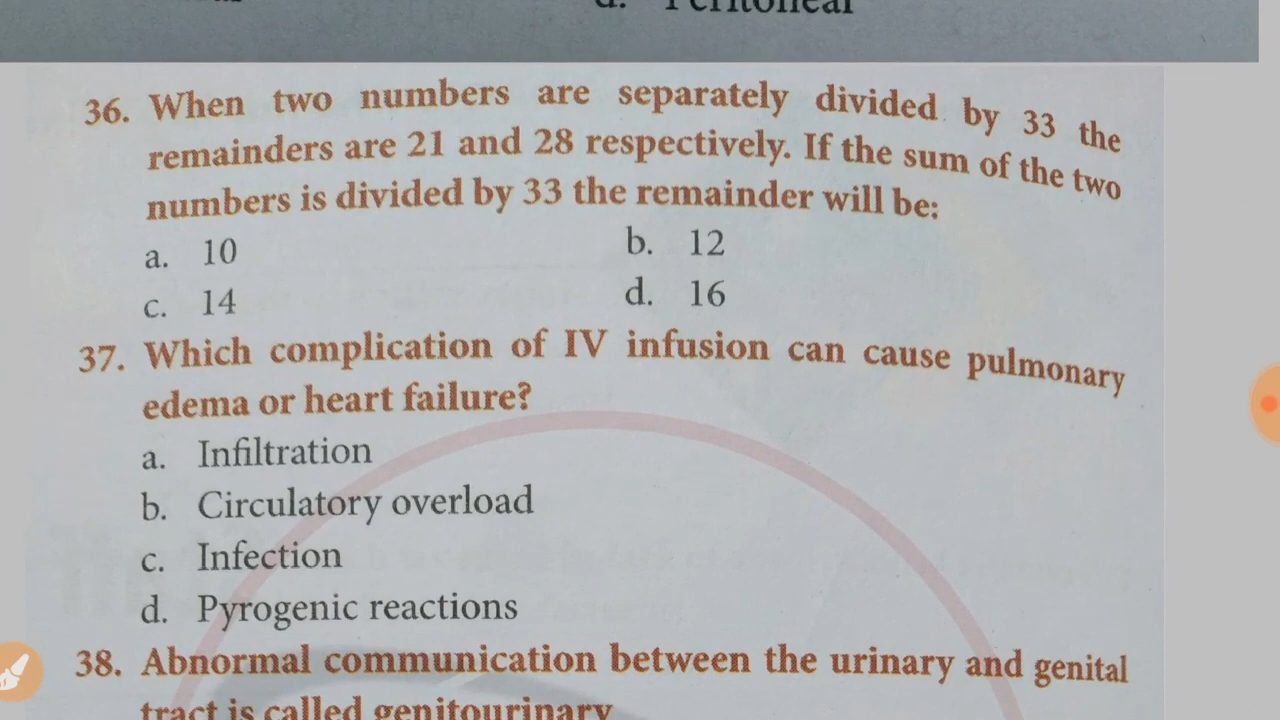 d. Peritoneal
36. When two numbers are separately divided by 33 the
remainders are 21 and 28 respectively. If the sum of the two
numbers is divided by 33 the remainder will be:
a. 10 b. 12
c. 14 d. 16
37. Which complication of IV infusion can cause pulmonary
edema or heart failure?
a. Infiltration
b. Circulatory overload
c. Infection
d. Pyrogenic reactions
38. Abnormal communication between the urinary and genital
tract is called genitourinary